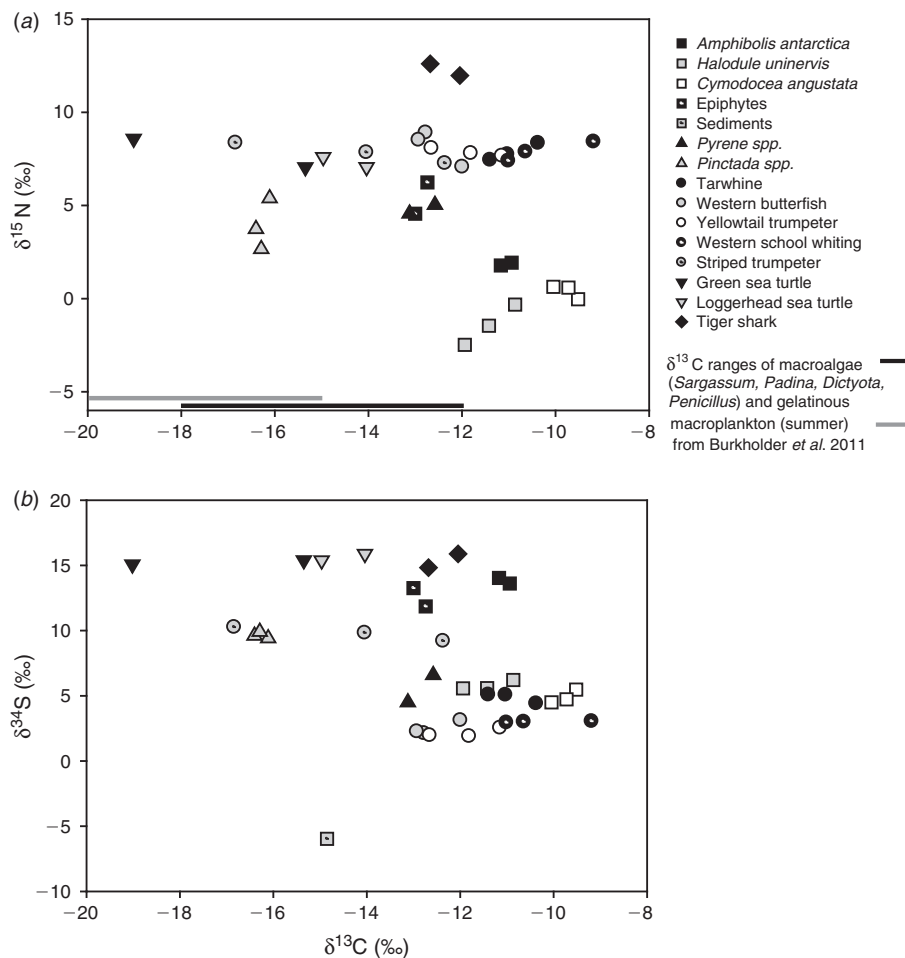 (a)
15
10
5
0
−5
δ15N (‰)
−20 −18 −16 −14 −12 −10 −8
Amphibolis antarctica
Halodule uninervis
Cymodocea angustata
Epiphytes
Sediments
Pyrene spp.
Pinctada spp.
Tarwhine
Western butterfish
Yellowtail trumpeter
Western school whiting
Striped trumpeter
Green sea turtle
Loggerhead sea turtle
Tiger shark
δ13C ranges of macroalgae
(Sargassum, Padina, Dictyota,
Penicillus) and gelatinous
macroplankton (summer)
from Burkholder et al. 2011
(b)
20
15
10
5
0
−5
−10
δ34S (‰)
−20 −18 −16 −14 −12 −10 −8
δ13C (‰)